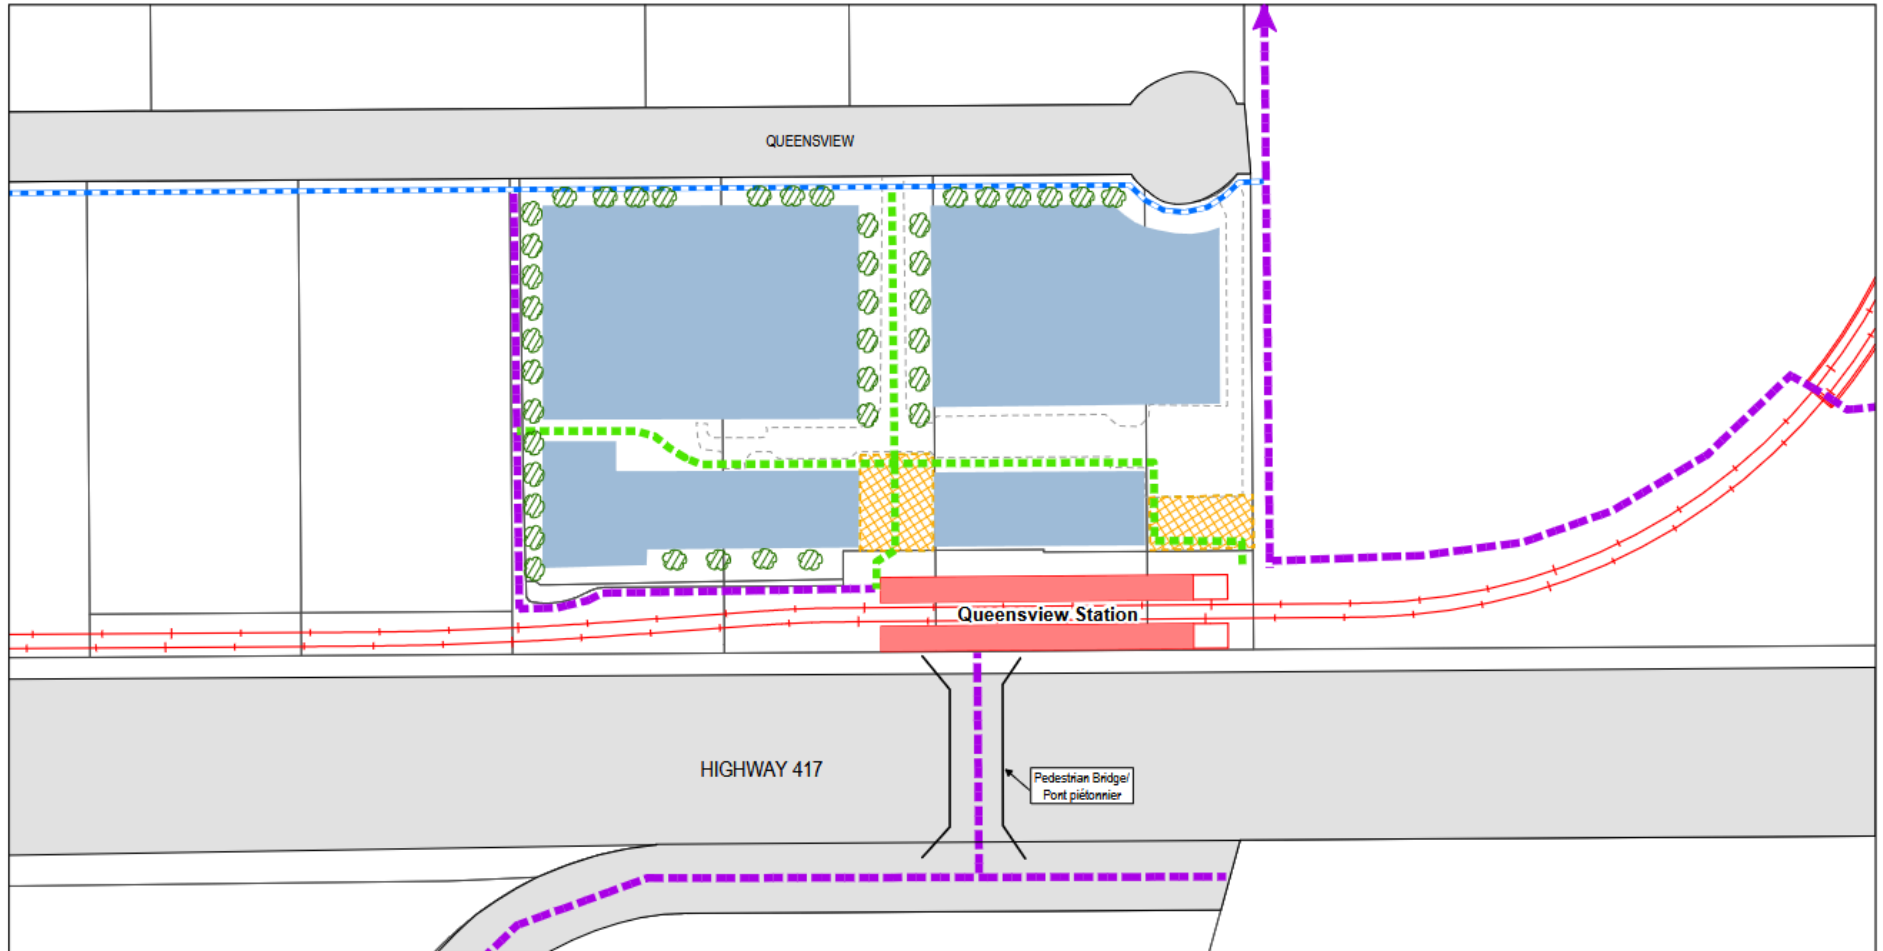 QUEENSVIEW
Queensview Station
HIGHWAY 417
Pedestrian Bridge/
Pont piétonnier